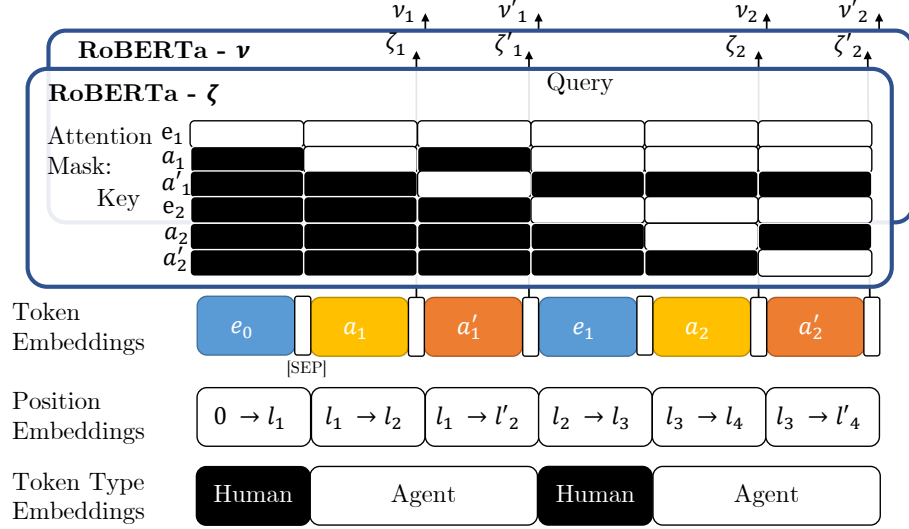 ν₁ ν'₁ ν₂ ν'₂
RoBERTa - ν ζ₁ ζ'₁ ζ₂ ζ'₂
RoBERTa - ζ Query
Attention e₁
Mask: a₁
Key a'₁
e₂
a₂
a'₂
Token e₀ a₁ a'₁ e₁ a₂ a'₂
Embeddings
[SEP]
Position 0 → l₁ l₁ → l₂ l₁ → l'₂ l₂ → l₃ l₃ → l₄ l₃ → l'₄
Embeddings
Token Type Human Agent Human Agent
Embeddings